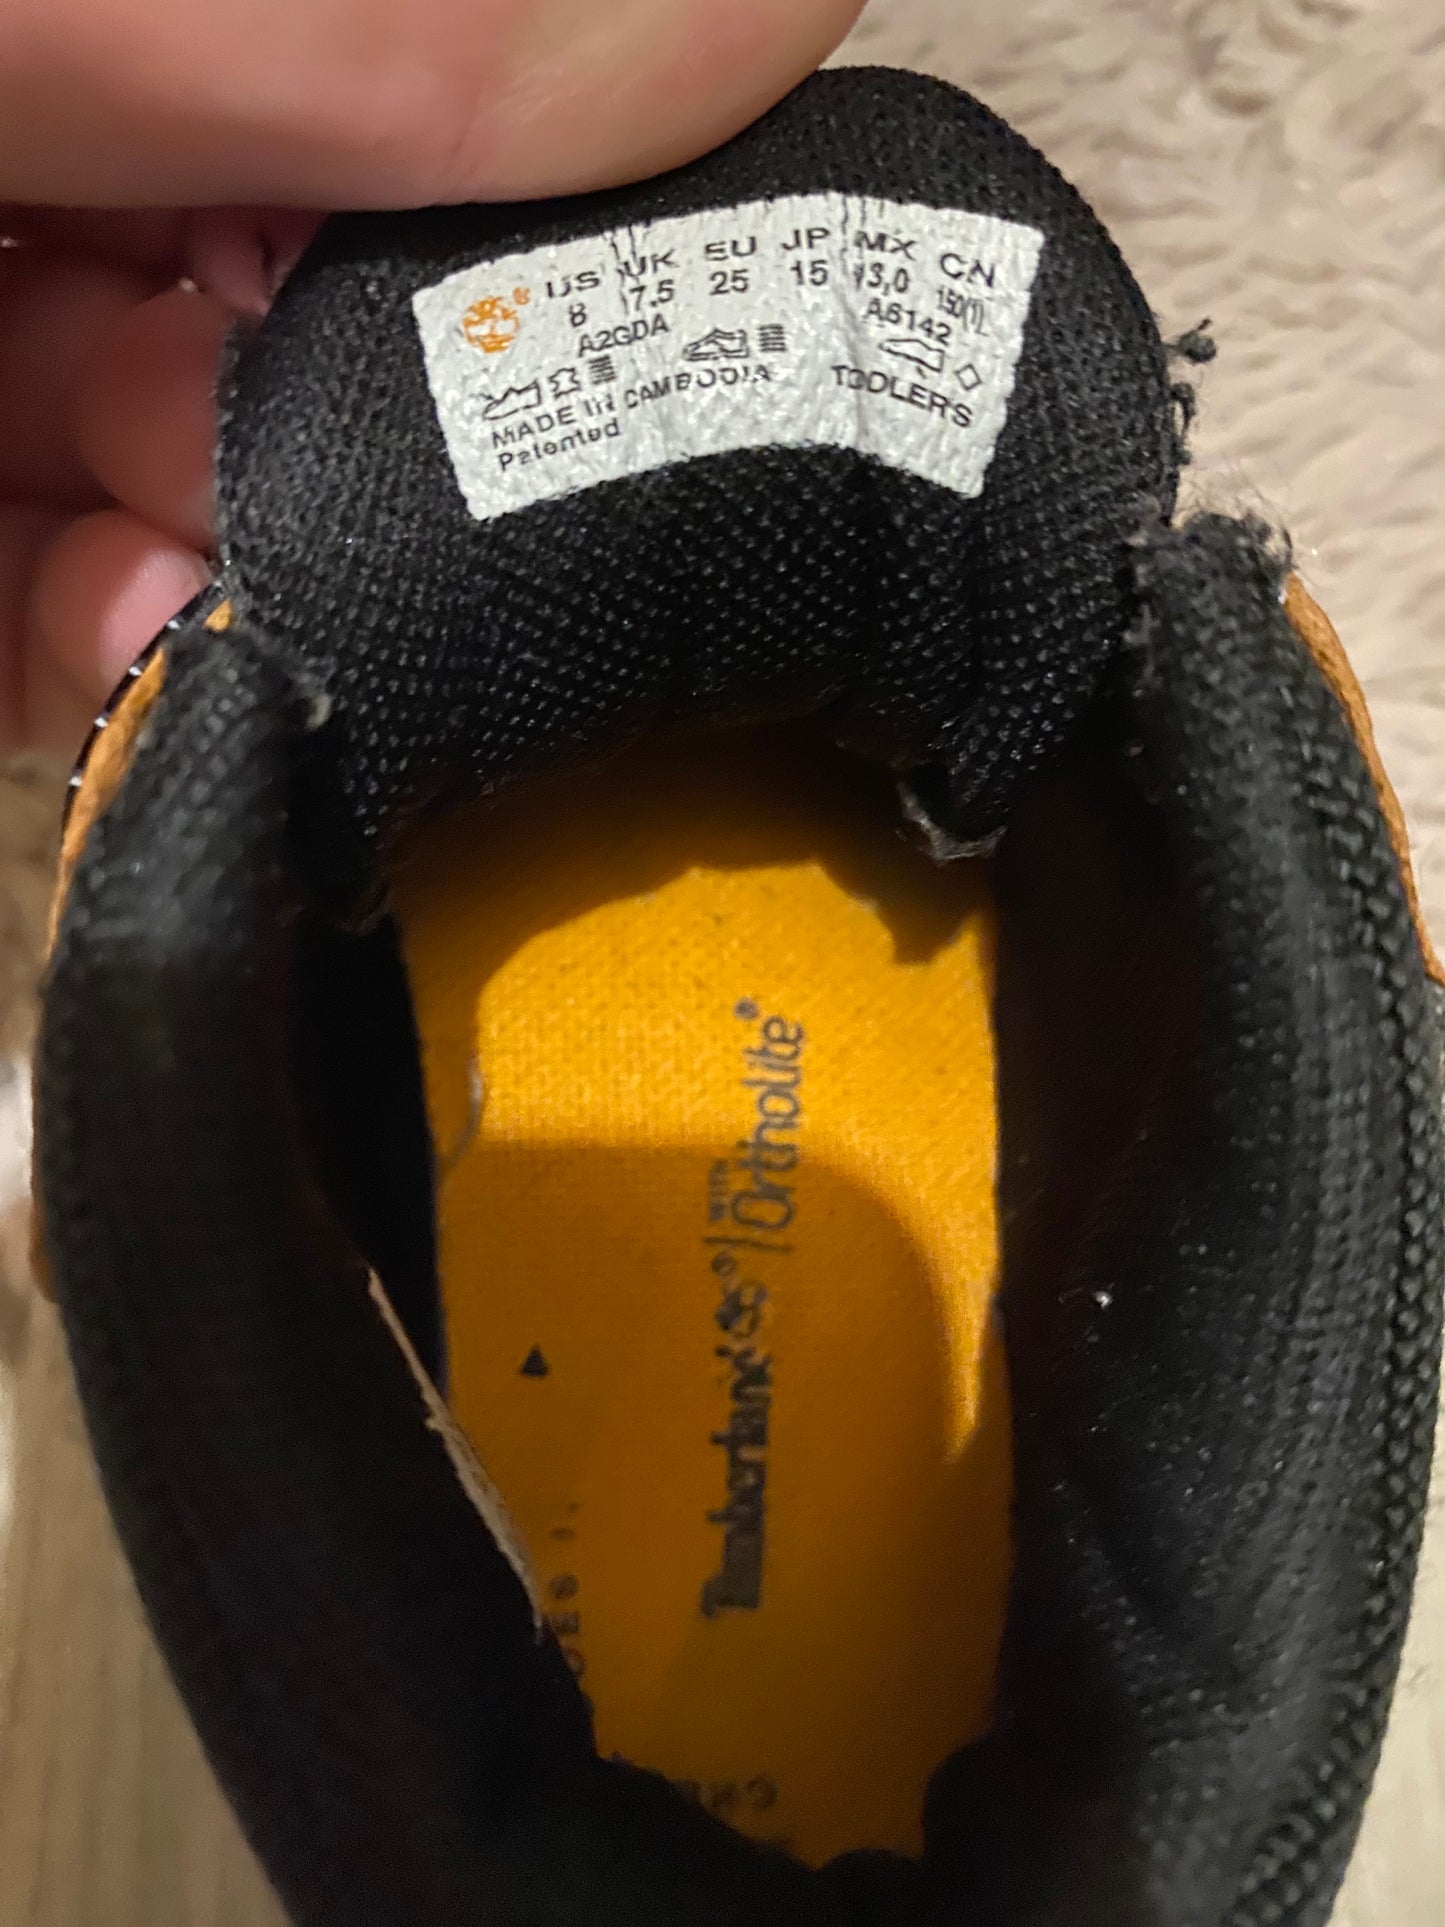 US UK EU JP MX CN
8 7.5 25 15 13,0 150(1)
A2GDA A6142
MADE IN CAMBODIA TODLERS
Patented
Timberland® with Ortholite®